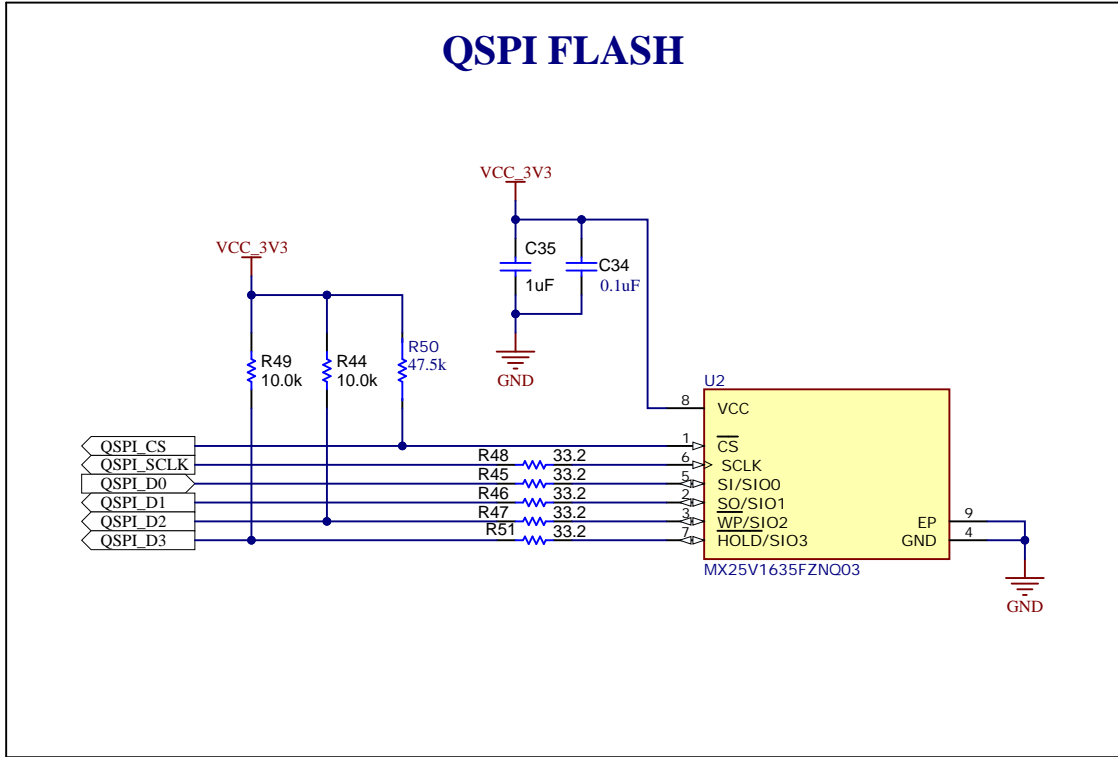 QSPI FLASH
VCC_3V3
C35
1uF
C34
0.1uF
VCC_3V3
R49
10.0k
R44
10.0k
R50
47.5k
GND
U2
8 VCC
QSPI_CS 1 CS
QSPI_SCLK R48 33.2 6 SCLK
QSPI_D0 R45 33.2 5 SI/SIO0
QSPI_D1 R46 33.2 2 SO/SIO1
QSPI_D2 R47 33.2 3 WP/SIO2 EP 9
QSPI_D3 R51 33.2 7 HOLD/SIO3 GND 4
MX25V1635FZNQ03
GND